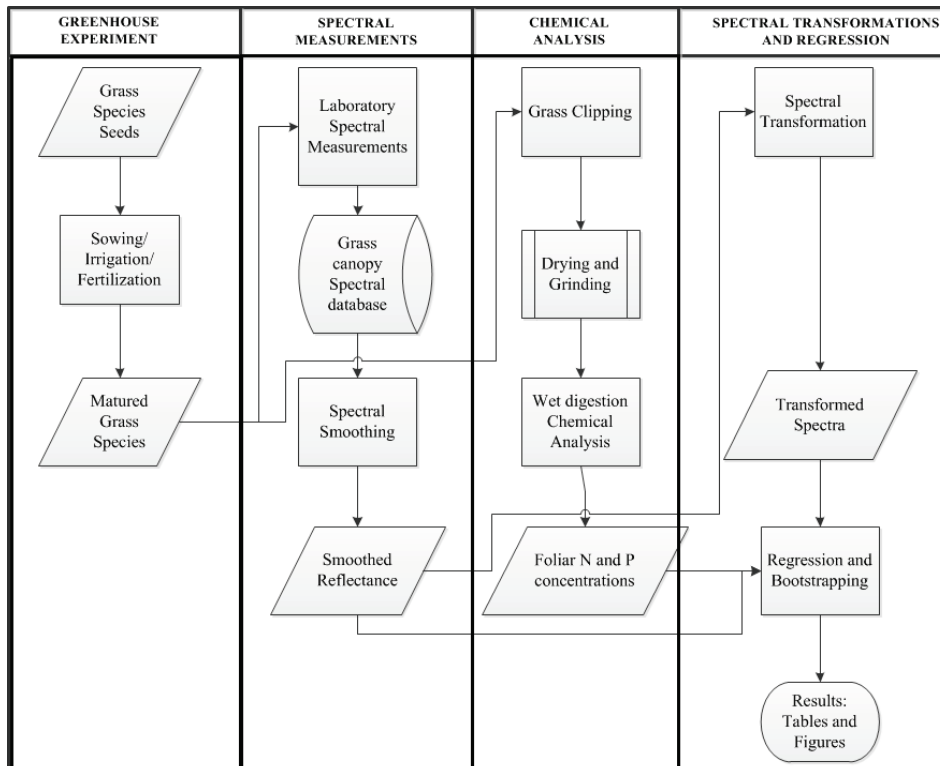 GREENHOUSE
EXPERIMENT
SPECTRAL
MEASUREMENTS
CHEMICAL
ANALYSIS
SPECTRAL TRANSFORMATIONS
AND REGRESSION
Grass
Species
Seeds
Sowing/
Irrigation/
Fertilization
Matured
Grass
Species
Laboratory
Spectral
Measurements
Grass
canopy
Spectral
database
Spectral
Smoothing
Smoothed
Reflectance
Grass Clipping
Drying and
Grinding
Wet digestion
Chemical
Analysis
Foliar N and P
concentrations
Spectral
Transformation
Transformed
Spectra
Regression and
Bootstrapping
Results:
Tables and
Figures